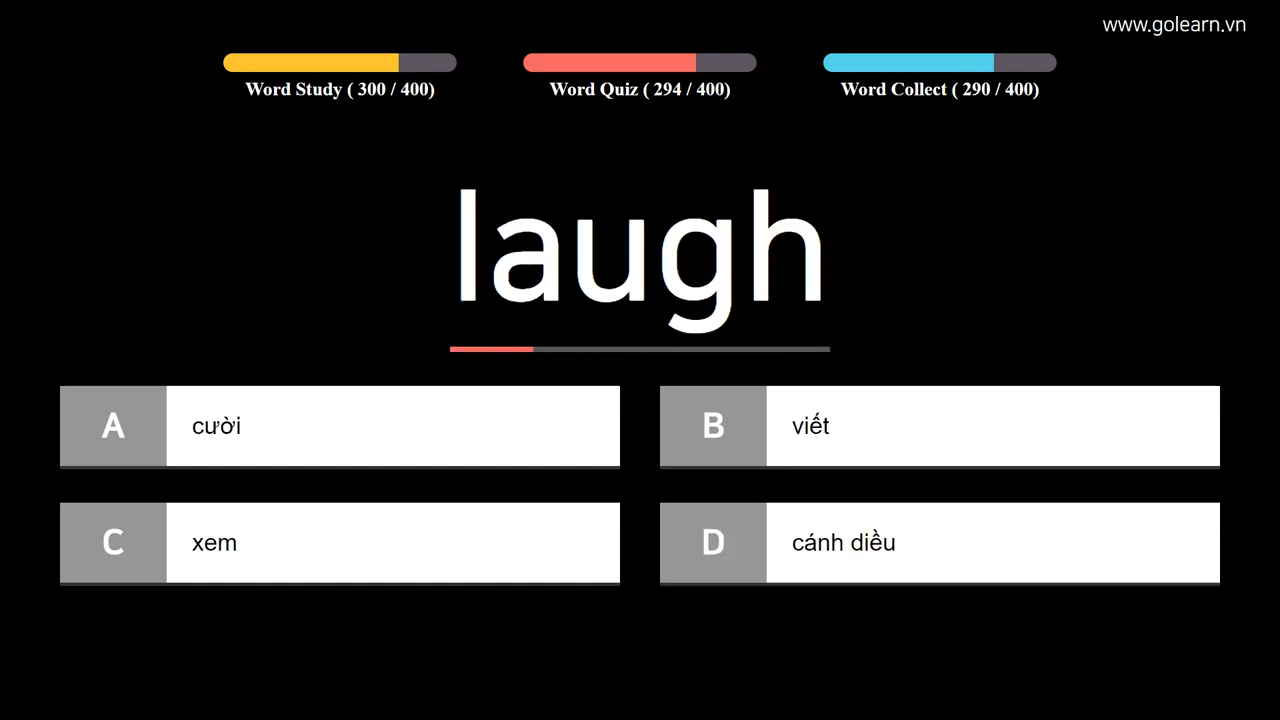 www.golearn.vn
Word Study ( 300 / 400)
Word Quiz ( 294 / 400)
Word Collect ( 290 / 400)
laugh
A cười
B viết
C xem
D cánh diều